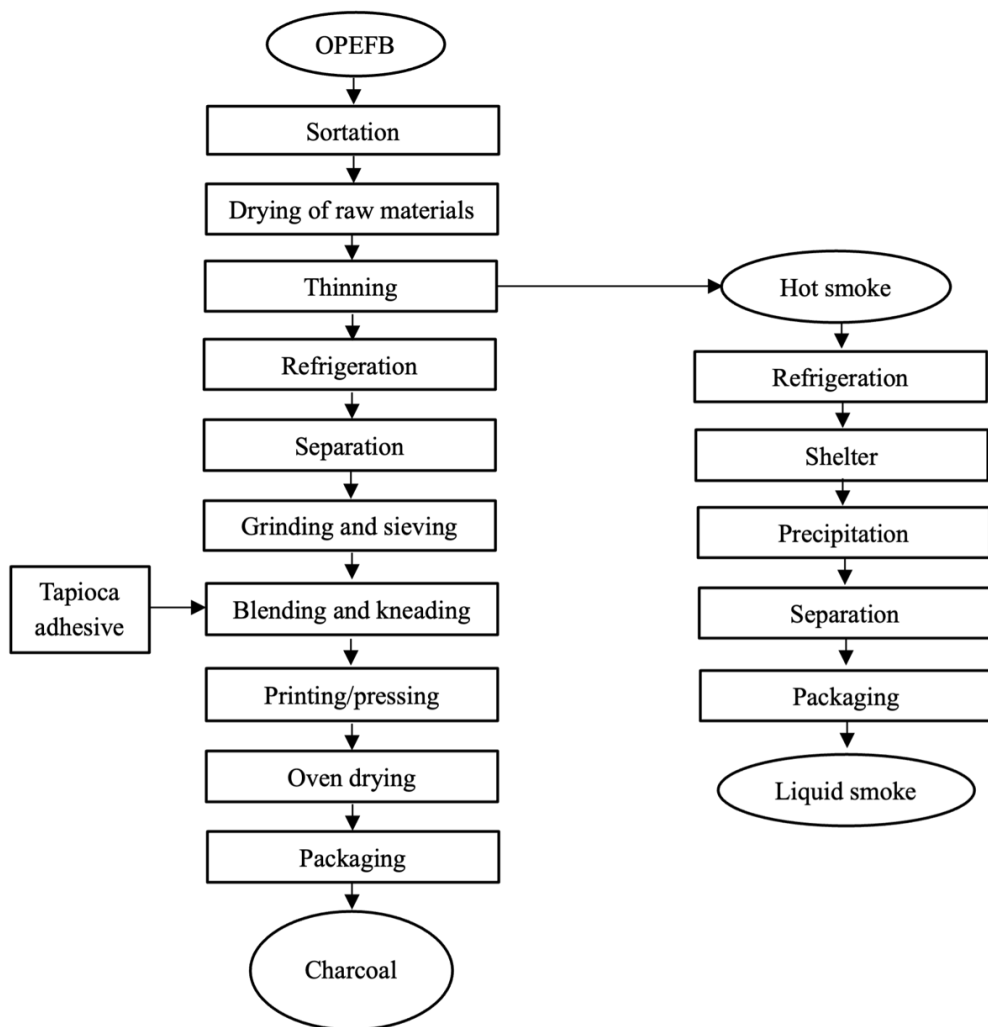 OPEFB
Sortation
Drying of raw materials
Thinning
Refrigeration
Separation
Grinding and sieving
Tapioca
adhesive
Blending and kneading
Printing/pressing
Oven drying
Packaging
Charcoal
Hot smoke
Refrigeration
Shelter
Precipitation
Separation
Packaging
Liquid smoke